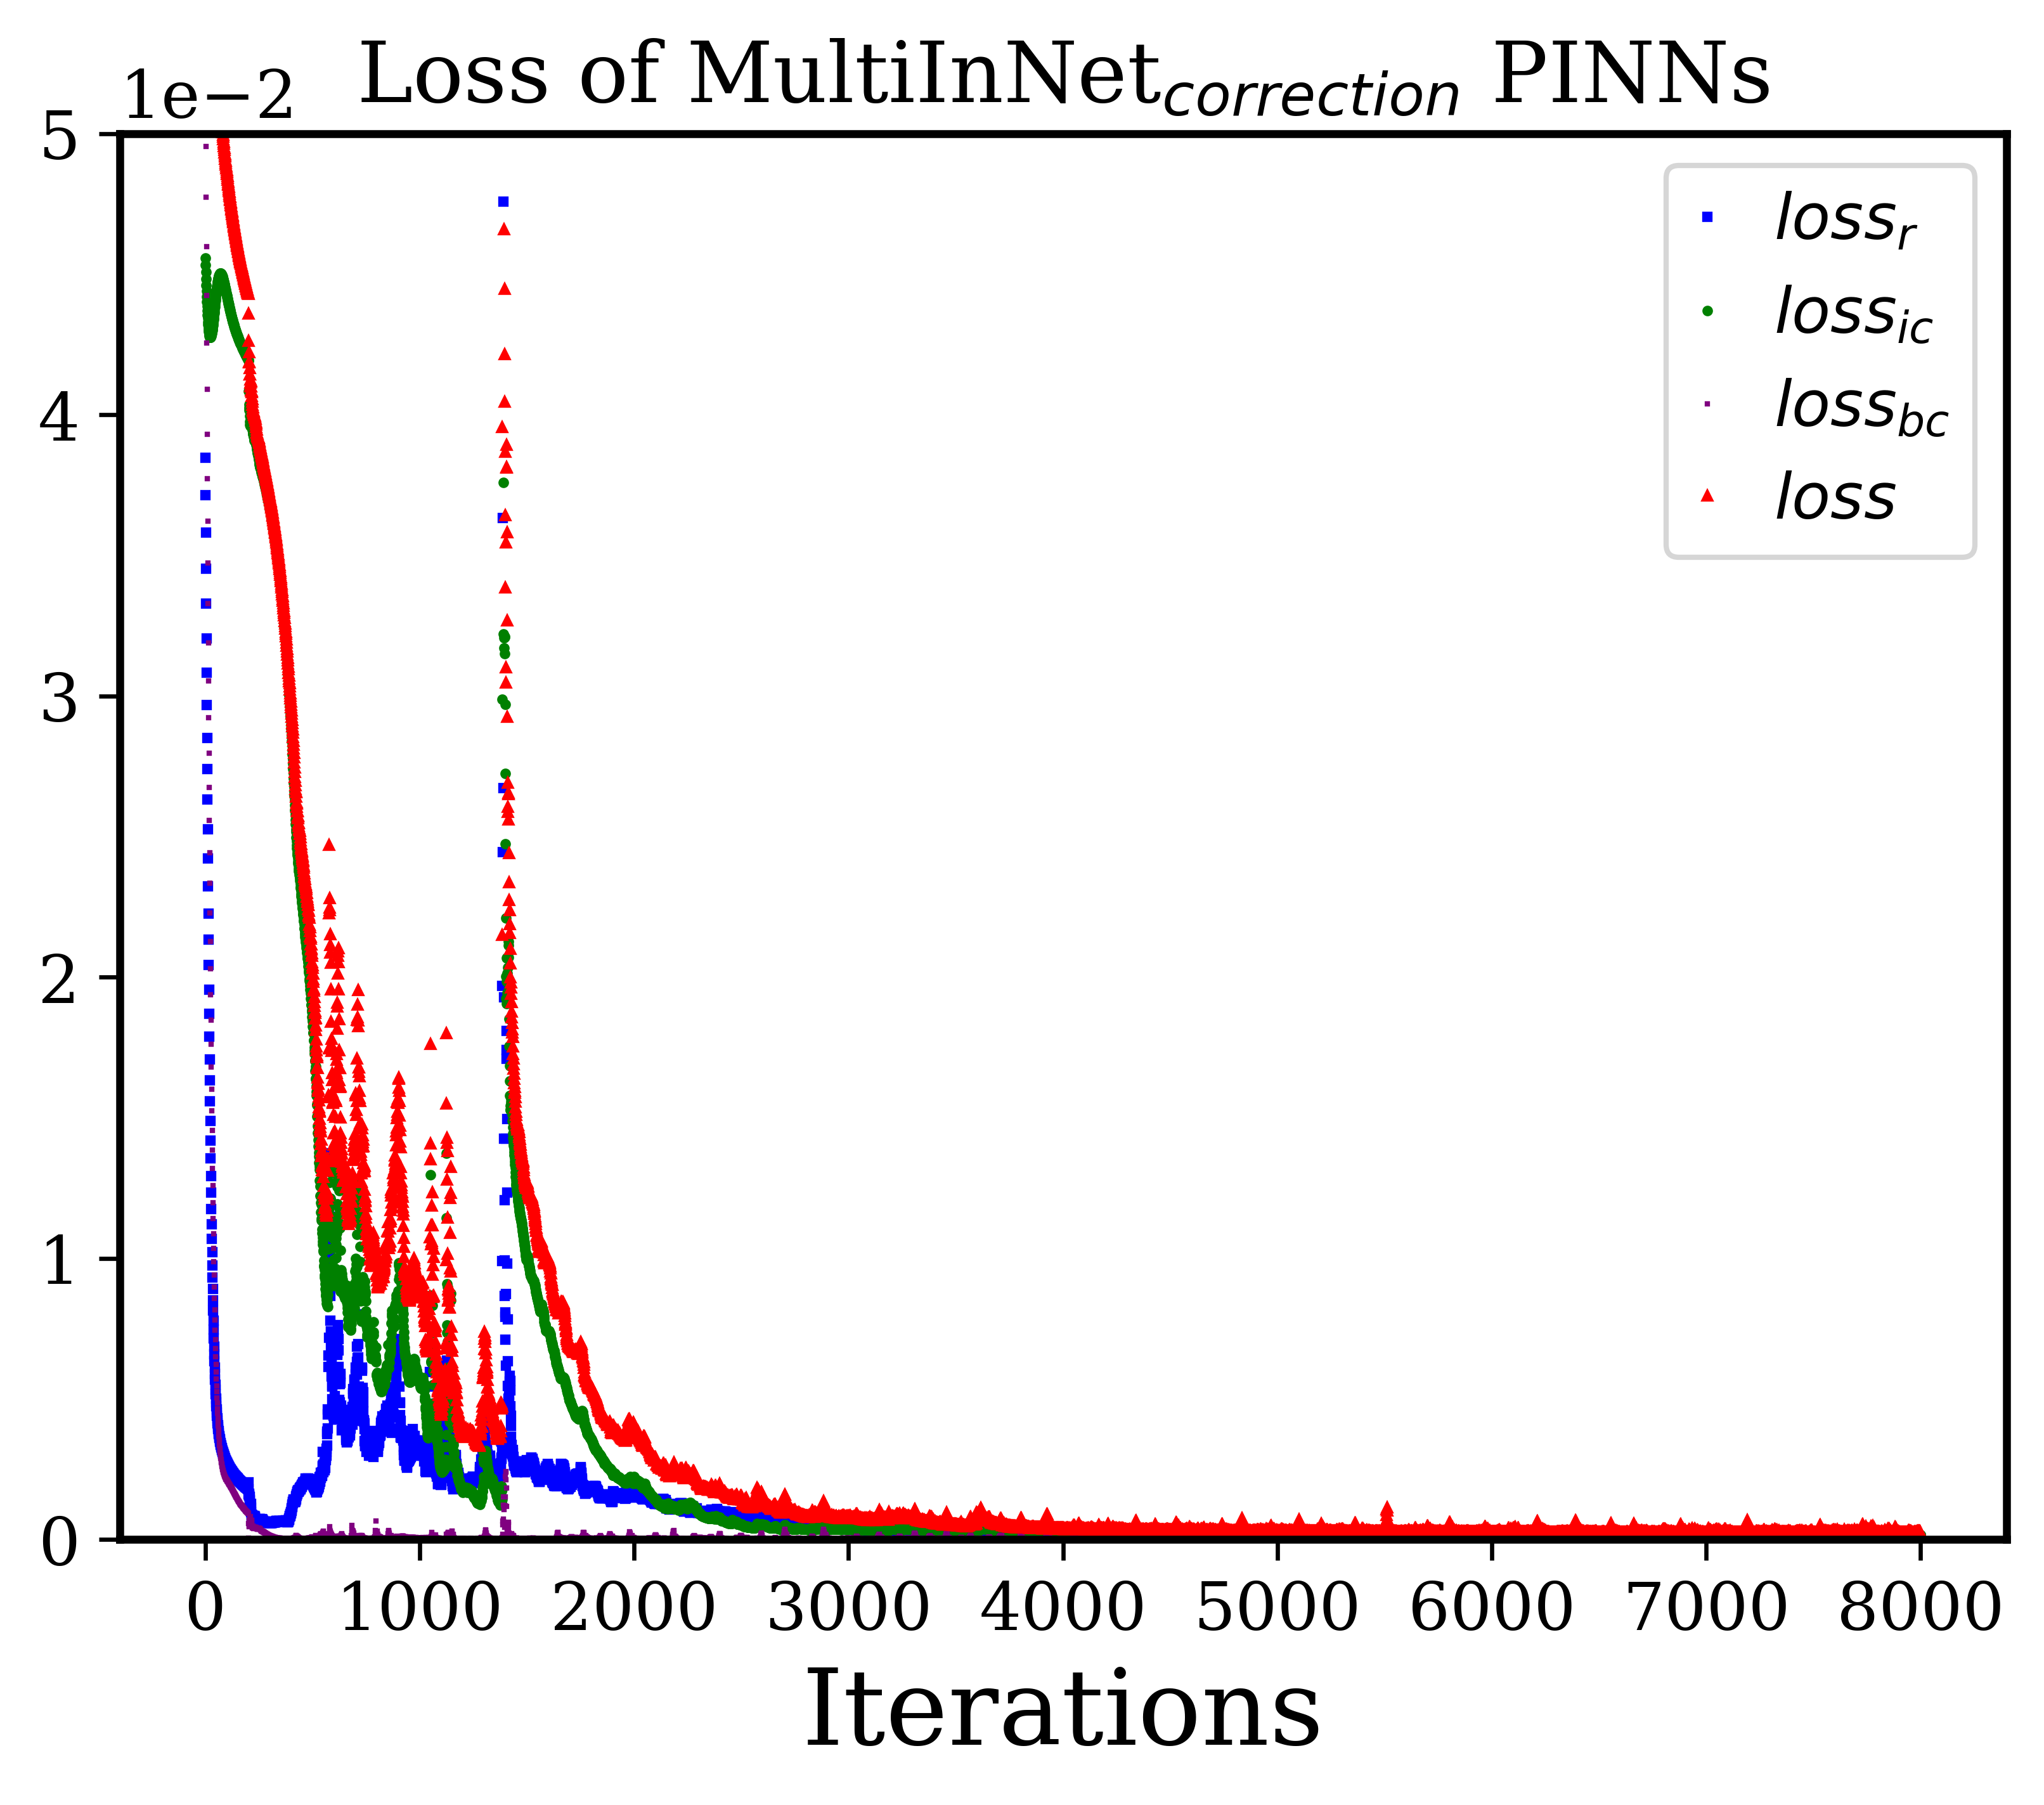 Loss of MultiInNet_correction PINNs
1e−2
5
4
3
2
1
0
loss_r
loss_ic
loss_bc
loss
0 1000 2000 3000 4000 5000 6000 7000 8000
Iterations